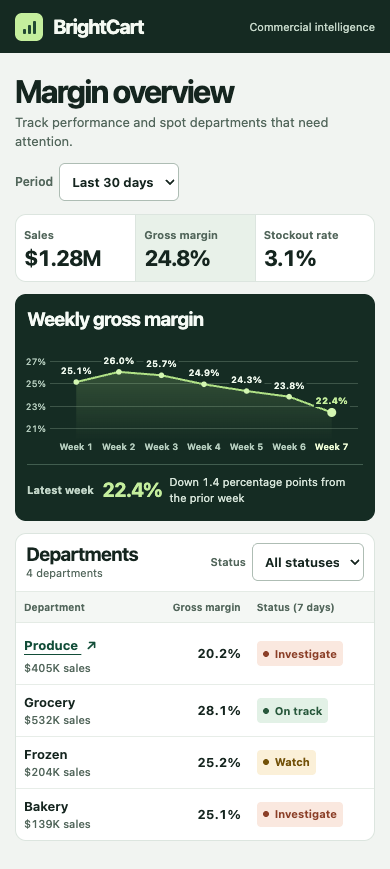 BrightCart
Commercial intelligence
Margin overview
Track performance and spot departments that need
attention.
Period
Last 30 days
Sales
$1.28M
Gross margin
24.8%
Stockout rate
3.1%
Weekly gross margin
27%
25%
23%
21%
25.1%
26.0%
25.7%
24.9%
24.3%
23.8%
22.4%
Week 1
Week 2
Week 3
Week 4
Week 5
Week 6
Week 7
Latest week
22.4%
Down 1.4 percentage points from
the prior week
Departments
4 departments
Status
All statuses
Department
Gross margin
Status (7 days)
Produce ↗
$405K sales
20.2%
Investigate
Grocery
$532K sales
28.1%
On track
Frozen
$204K sales
25.2%
Watch
Bakery
$139K sales
25.1%
Investigate